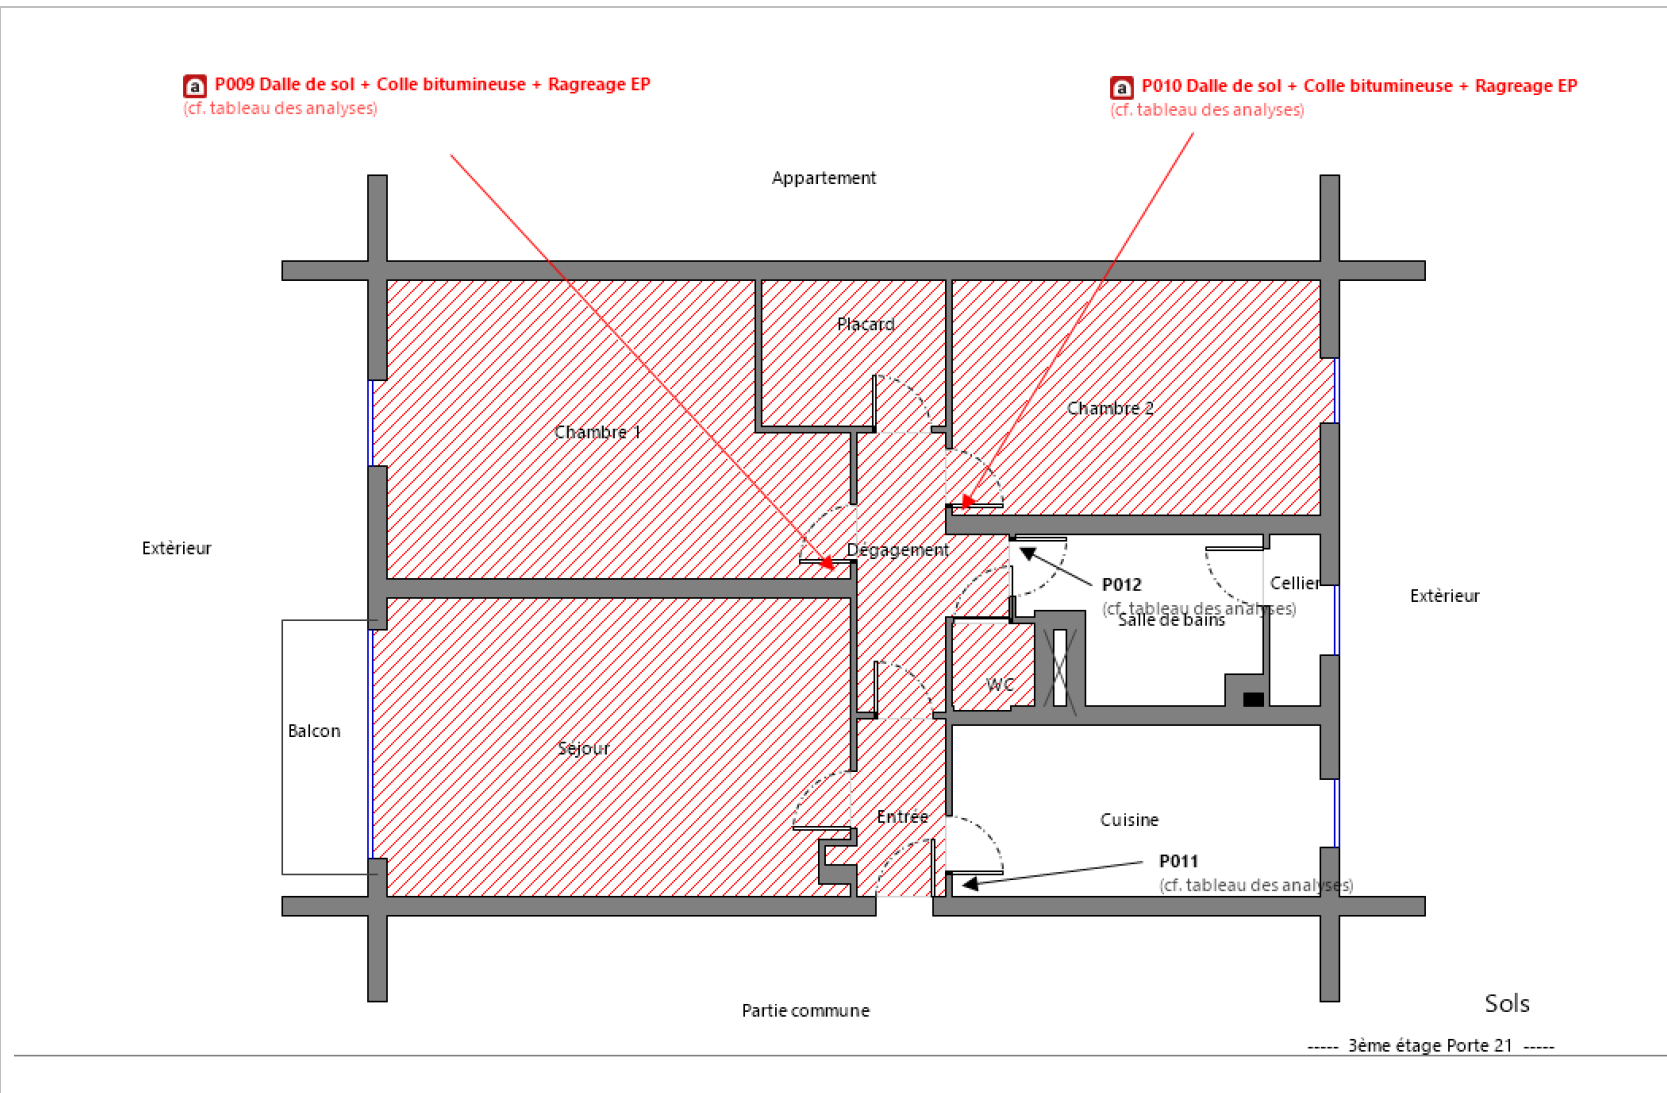 a P009 Dalle de sol + Colle bitumineuse + Ragreage EP
(cf. tableau des analyses)
a P010 Dalle de sol + Colle bitumineuse + Ragreage EP
(cf. tableau des analyses)
Appartement
Placard
Chambre 2
Chambre 1
Extèrieur
Dégagement
P012
(cf. tableau des analyses)
Cellier
Extèrieur
Salle de bains
WC
Balcon
Séjour
Entrée
Cuisine
P011
(cf. tableau des analyses)
Partie commune
Sols
----- 3ème étage Porte 21 -----